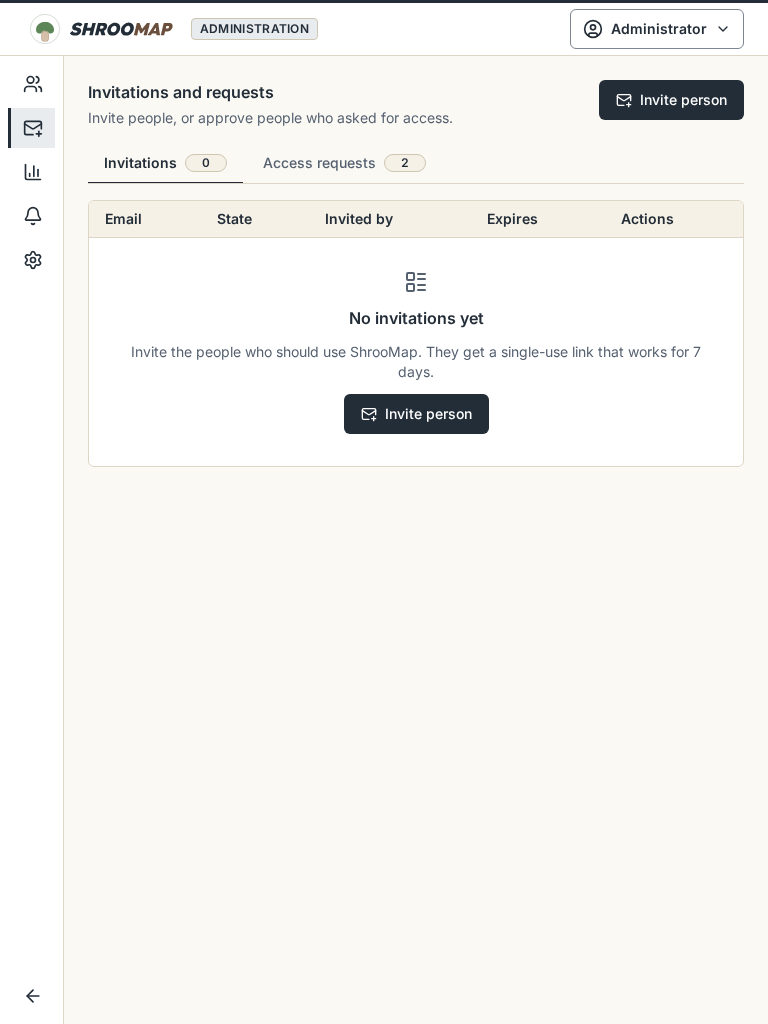 SHROOMAP
ADMINISTRATION
Administrator
Invitations and requests
Invite people, or approve people who asked for access.
Invite person
Invitations 0 Access requests 2
Email State Invited by Expires Actions
No invitations yet
Invite the people who should use ShrooMap. They get a single-use link that works for 7
days.
Invite person